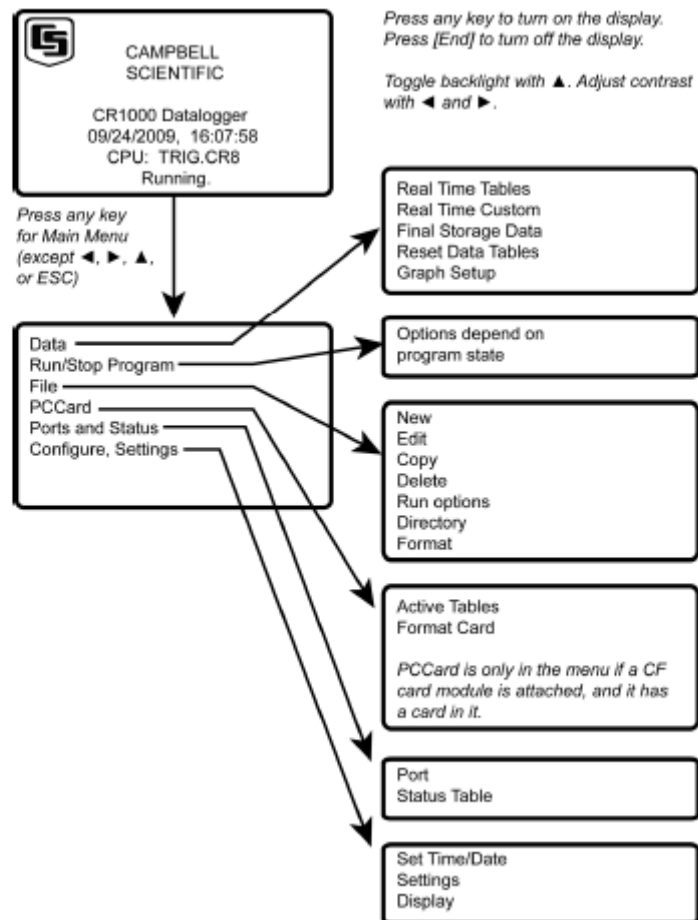 CAMPBELL
SCIENTIFIC
CR1000 Datalogger
09/24/2009, 16:07:58
CPU: TRIG.CR8
Running.
Press any key to turn on the display.
Press [End] to turn off the display.
Toggle backlight with ▲. Adjust contrast
with ◄ and ►.
Press any key
for Main Menu
(except ◄, ►, ▲,
or ESC)
Data
Run/Stop Program
File
PCCard
Ports and Status
Configure, Settings
Real Time Tables
Real Time Custom
Final Storage Data
Reset Data Tables
Graph Setup
Options depend on
program state
New
Edit
Copy
Delete
Run options
Directory
Format
Active Tables
Format Card
PCCard is only in the menu if a CF
card module is attached, and it has
a card in it.
Port
Status Table
Set Time/Date
Settings
Display